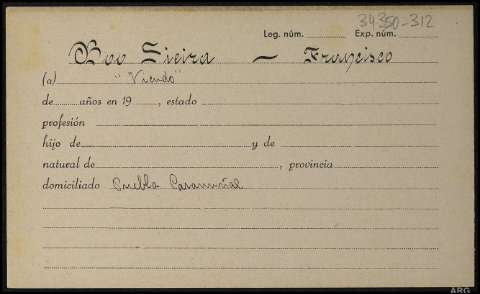 34350-312
Leg. núm. Exp. núm.
Boo Sieira — Francisco
(a) "Viendo"
de años en 19 , estado
profesión
hijo de y de
natural de , provincia
domiciliado Puebla Caramiñal
ARG